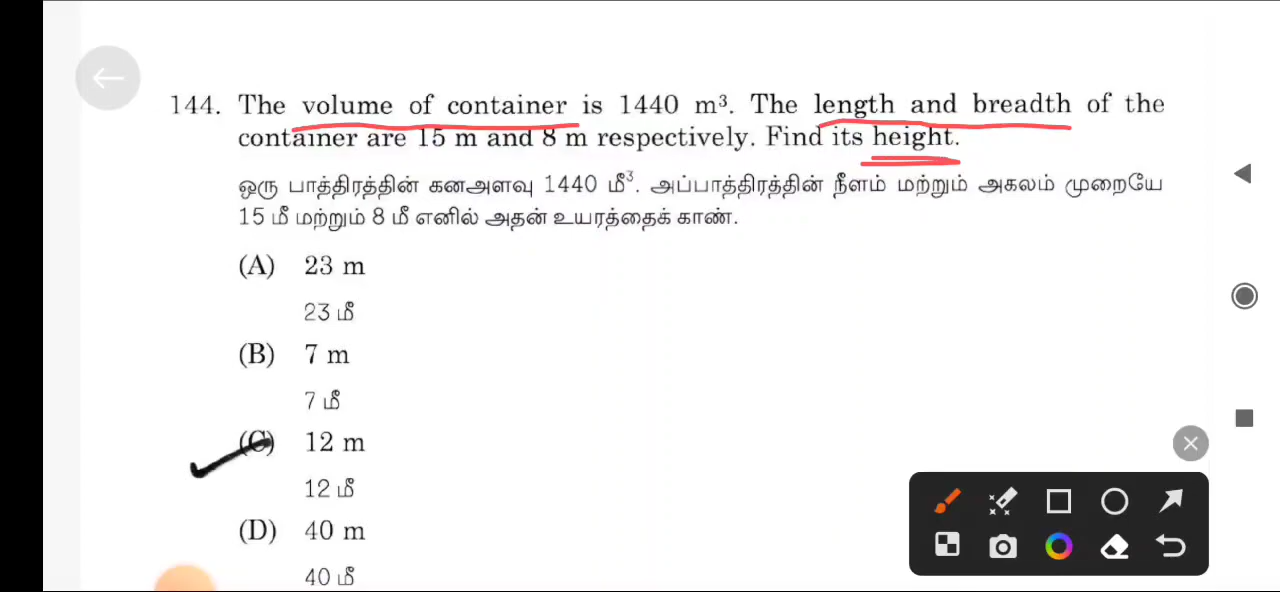 144. The volume of container is 1440 m³. The length and breadth of the
container are 15 m and 8 m respectively. Find its height.
ஒரு பாத்திரத்தின் கனஅளவு 1440 மீ³. அப்பாத்திரத்தின் நீளம் மற்றும் அகலம் முறையே
15 மீ மற்றும் 8 மீ எனில் அதன் உயரத்தைக் காண்.
(A) 23 m
23 மீ
(B) 7 m
7 மீ
(C) 12 m
12 மீ
(D) 40 m
40 மீ